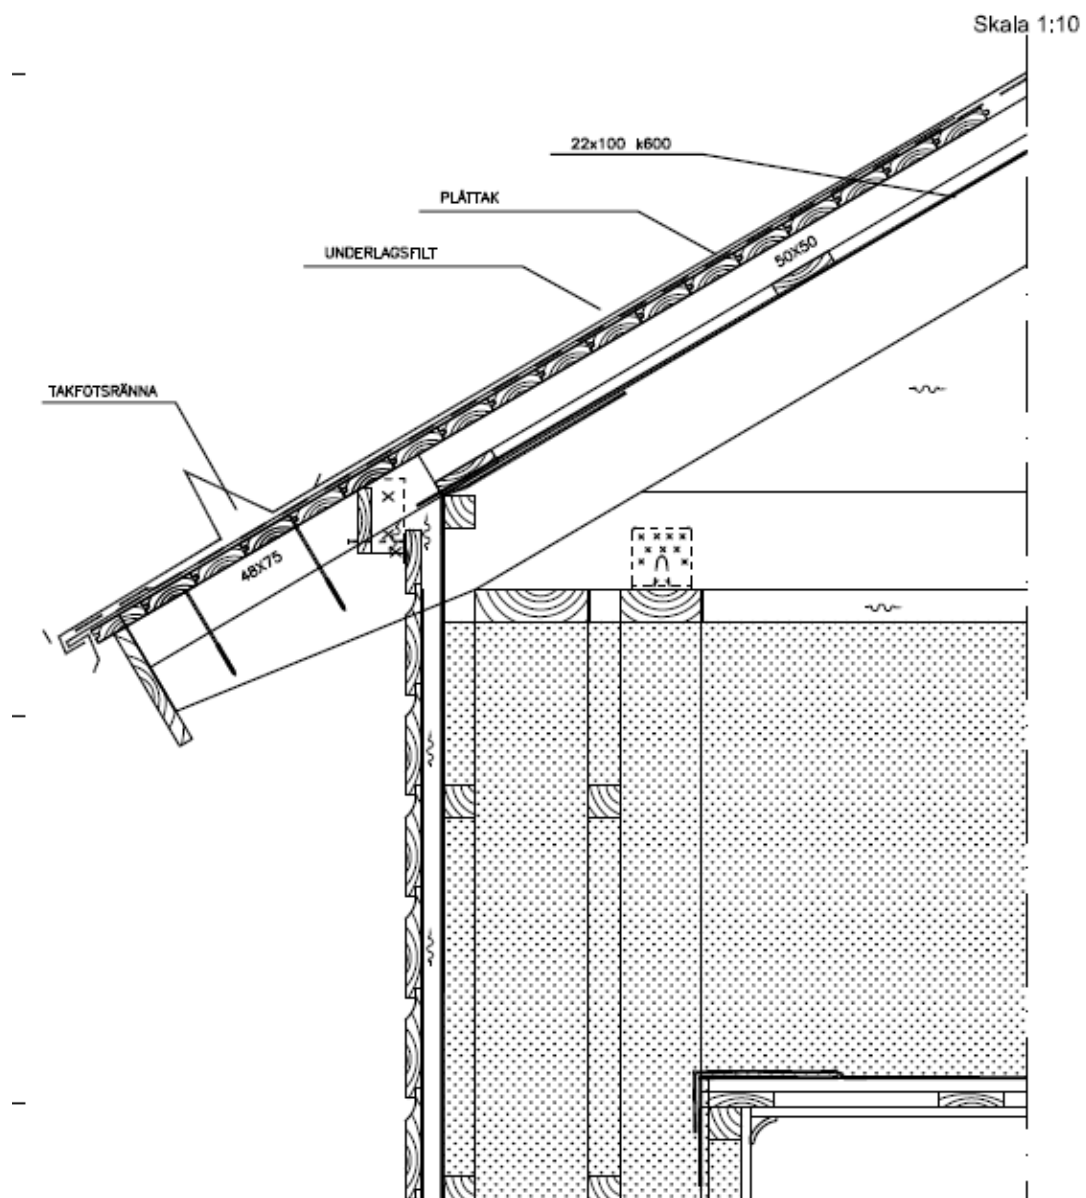 Skala 1:10
22x100 k600
PLÅTTAK
50X50
UNDERLAGSFILT
TAKFOTSRÄNNA
48X75